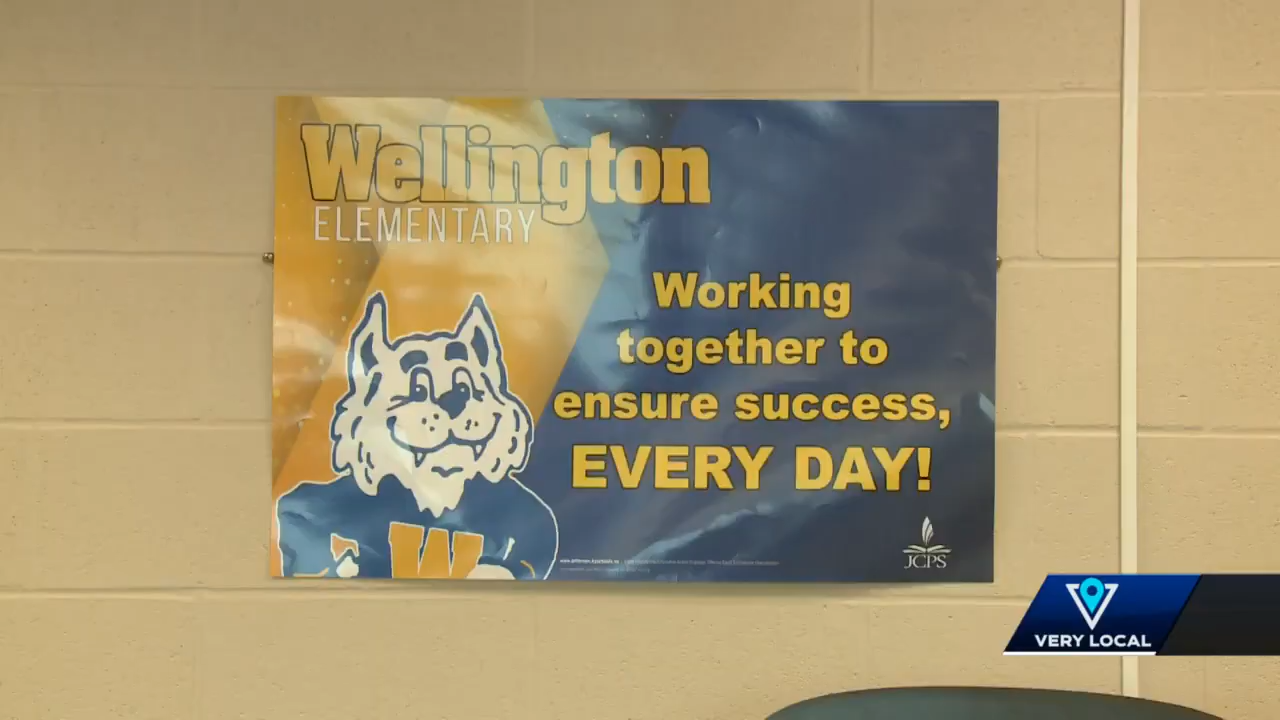 Wellington
ELEMENTARY
Working
together to
ensure success,
EVERY DAY!
W
JCPS
VERY LOCAL